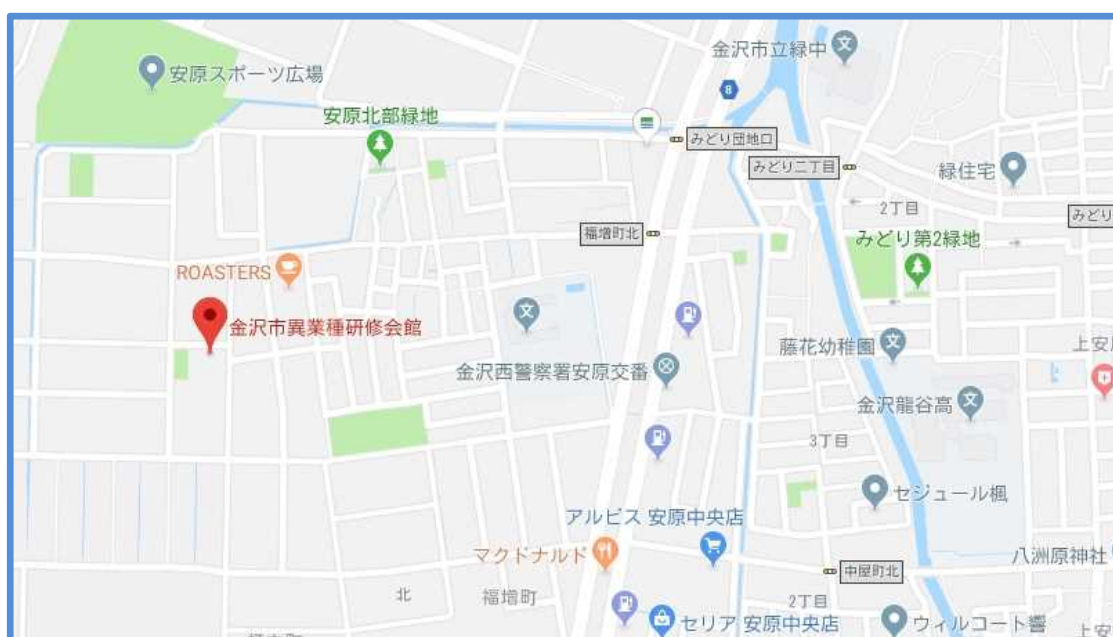 金沢市立緑中
安原スポーツ広場
8
安原北部緑地
みどり団地口
みどり二丁目
緑住宅
2丁目
みどり
福増町北
みどり第2緑地
ROASTERS
金沢市異業種研修会館
藤花幼稚園
上安
金沢西警察署安原交番
金沢龍谷高
3丁目
セジュール楓
アルビス 安原中央店
マクドナルド
八洲原神社
中屋町北
北
福増町
2丁目
セリア 安原中央店
ウィルコート響
上安